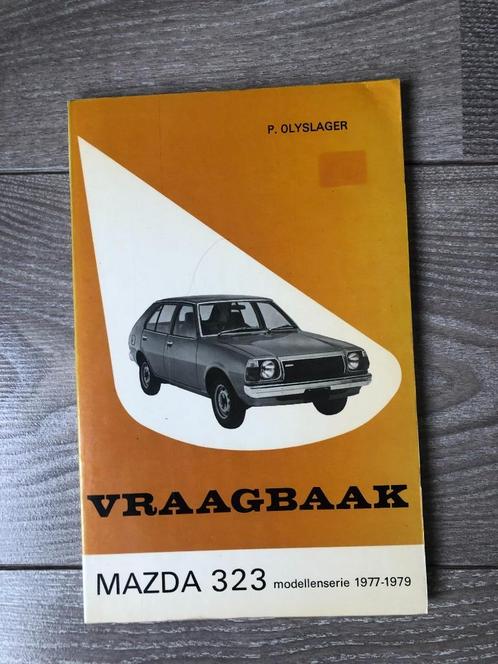 P. OLYSLAGER
VRAAGBAAK
MAZDA 323 modellenserie 1977-1979